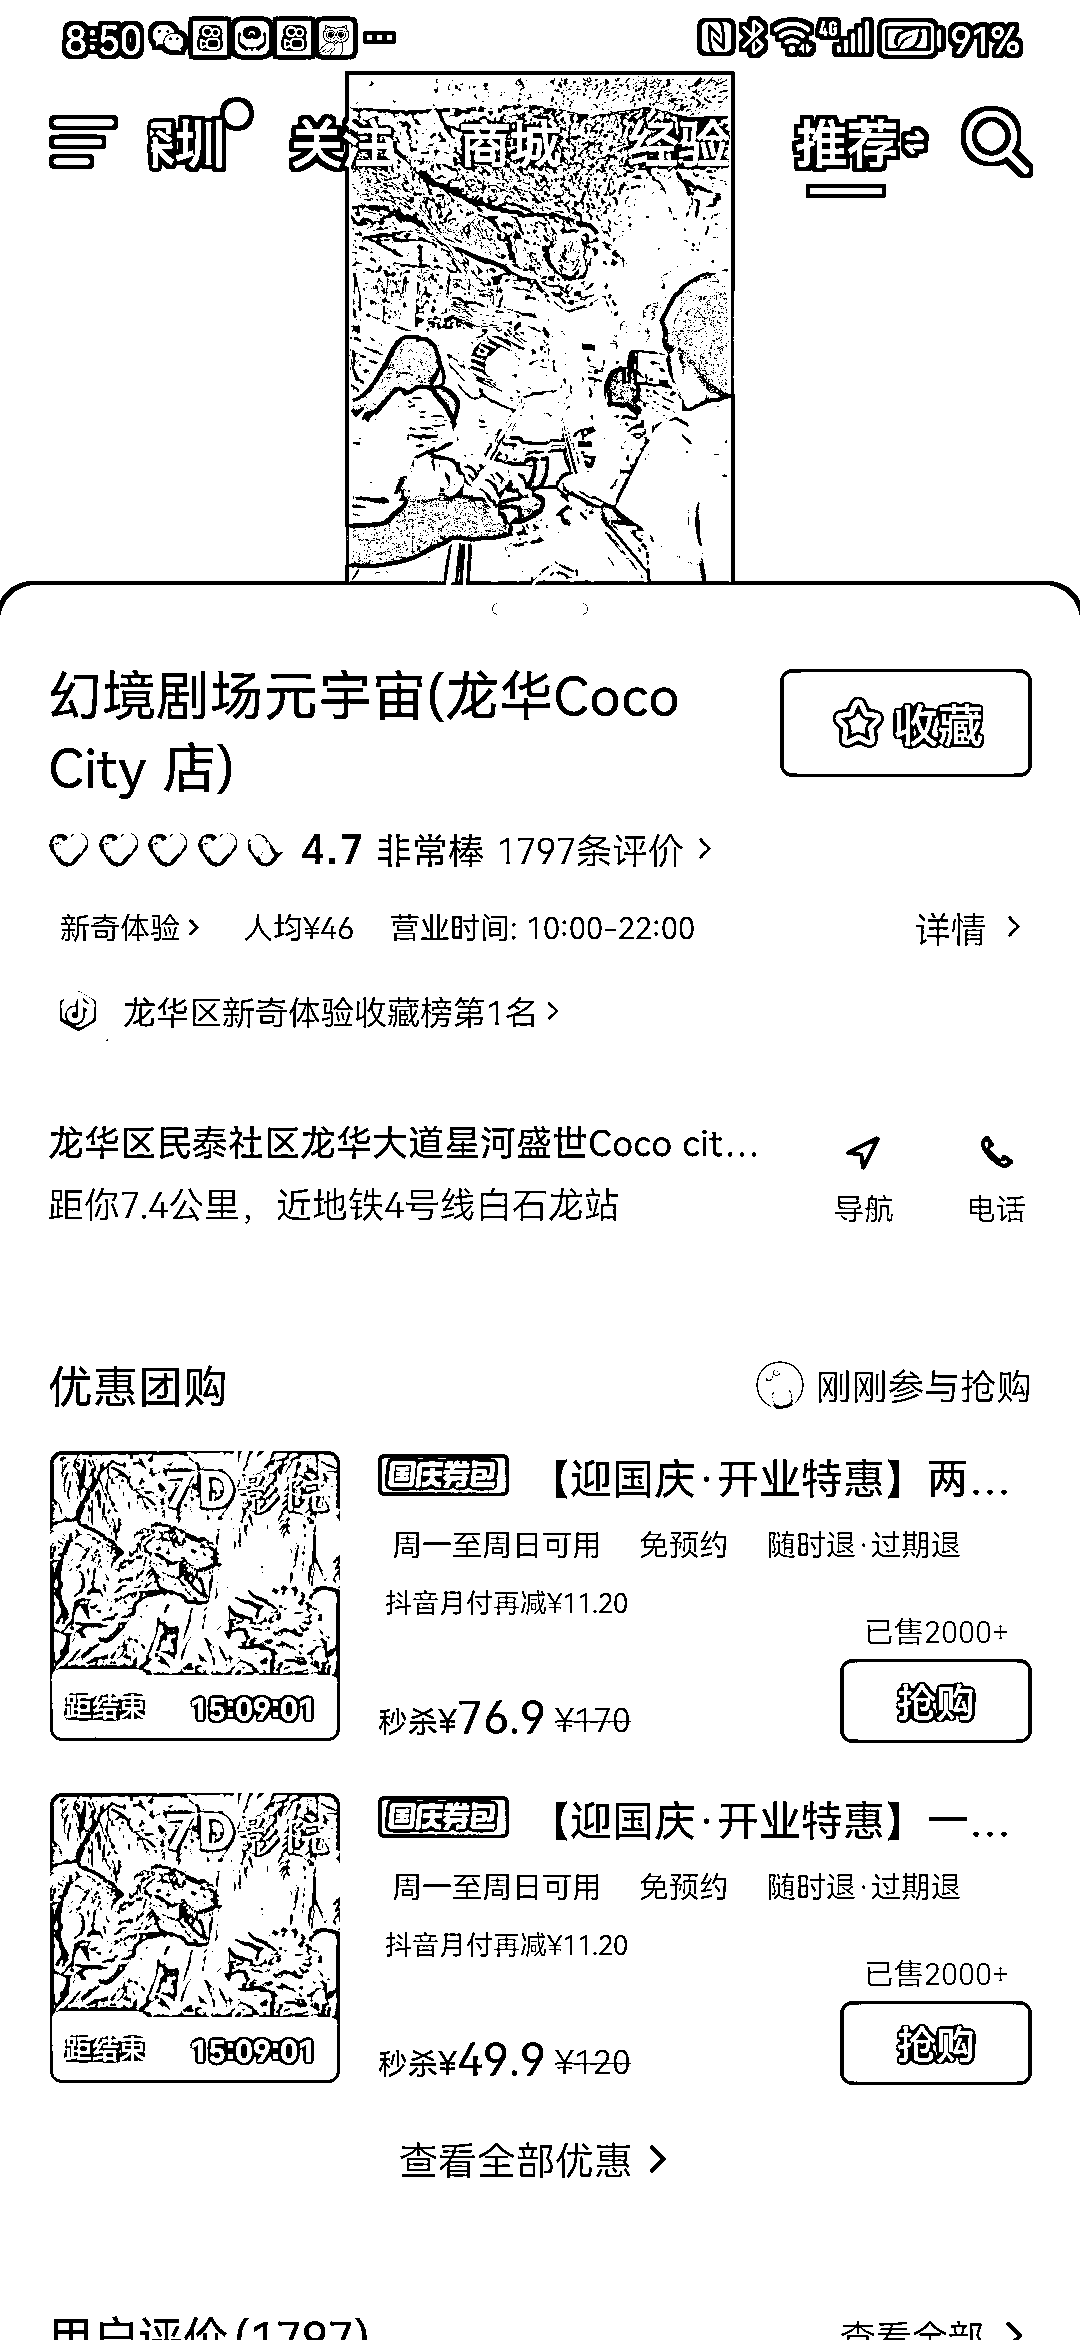 8:50 4G 91%
深圳 关注 商城 经验 推荐
幻境剧场元宇宙(龙华Coco
City 店)
收藏
4.7 非常棒 1797条评价
新奇体验 人均¥46 营业时间: 10:00-22:00 详情
龙华区新奇体验收藏榜第1名
龙华区民泰社区龙华大道星河盛世Coco cit...
距你7.4公里，近地铁4号线白石龙站
导航 电话
优惠团购 刚刚参与抢购
7D影院
国庆券包 【迎国庆·开业特惠】两...
周一至周日可用 免预约 随时退·过期退
抖音月付再减¥11.20
已售2000+
距结束 15:09:01
秒杀¥76.9 ¥170 抢购
7D影院
国庆券包 【迎国庆·开业特惠】一...
周一至周日可用 免预约 随时退·过期退
抖音月付再减¥11.20
已售2000+
距结束 15:09:01
秒杀¥49.9 ¥120 抢购
查看全部优惠
用户评价(1797) 查看全部